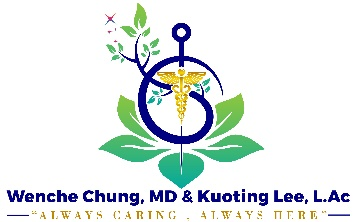 Wenche Chung, MD & Kuoting Lee, L.Ac
"ALWAYS CARING , ALWAYS HERE"